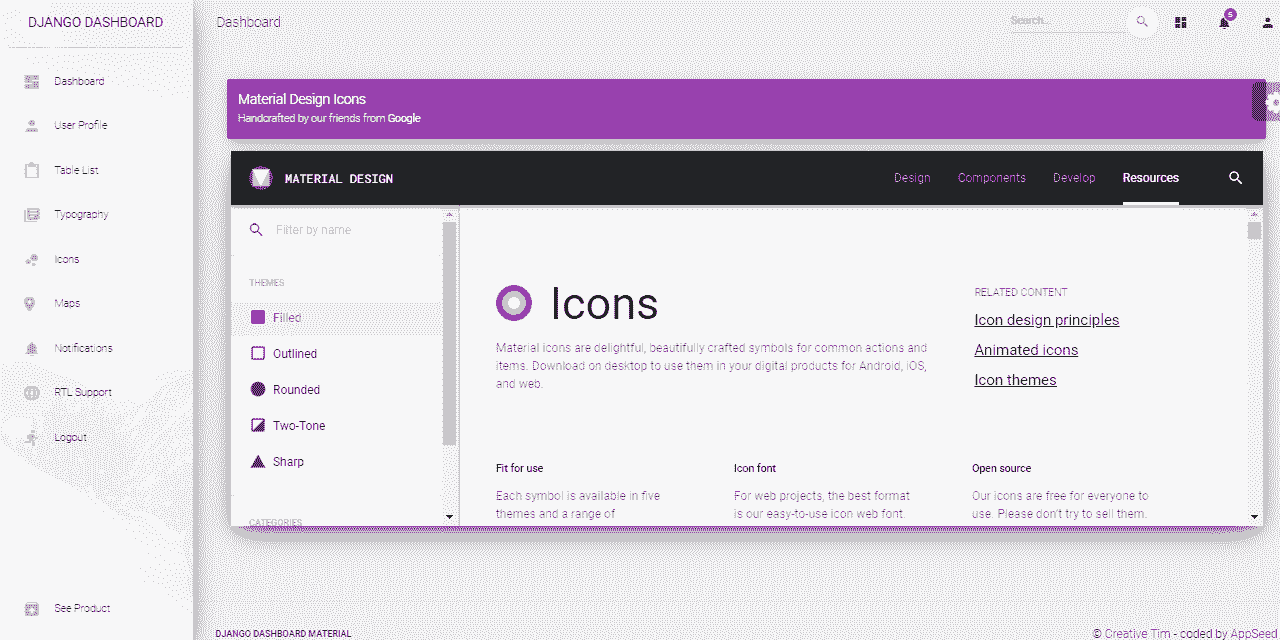 DJANGO DASHBOARD
Dashboard
Search...
5
Dashboard
User Profile
Table List
Typography
Icons
Maps
Notifications
RTL Support
Logout
See Product
Material Design Icons
Handcrafted by our friends from Google
MATERIAL DESIGN
Design
Components
Develop
Resources
Filter by name
THEMES
Filled
Outlined
Rounded
Two-Tone
Sharp
CATEGORIES
Icons
Material icons are delightful, beautifully crafted symbols for common actions and
items. Download on desktop to use them in your digital products for Android, iOS,
and web.
RELATED CONTENT
Icon design principles
Animated icons
Icon themes
Fit for use
Each symbol is available in five
themes and a range of
Icon font
For web projects, the best format
is our easy-to-use icon web font.
Open source
Our icons are free for everyone to
use. Please don't try to sell them.
DJANGO DASHBOARD MATERIAL
© Creative Tim - coded by AppSeed